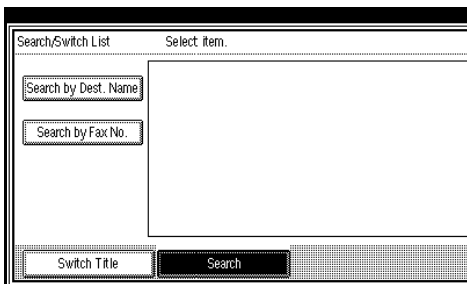 Search/Switch List Select item.
Search by Dest. Name
Search by Fax No.
Switch Title Search